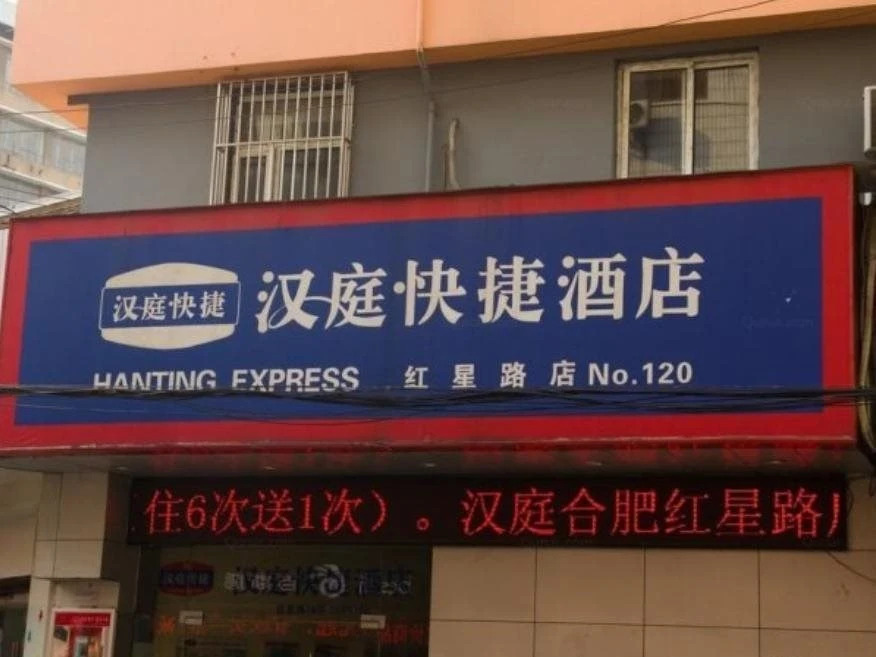 汉庭快捷
汉庭·快捷酒店
HANTING EXPRESS 红星路店 No.120
住6次送1次）。汉庭合肥红星路